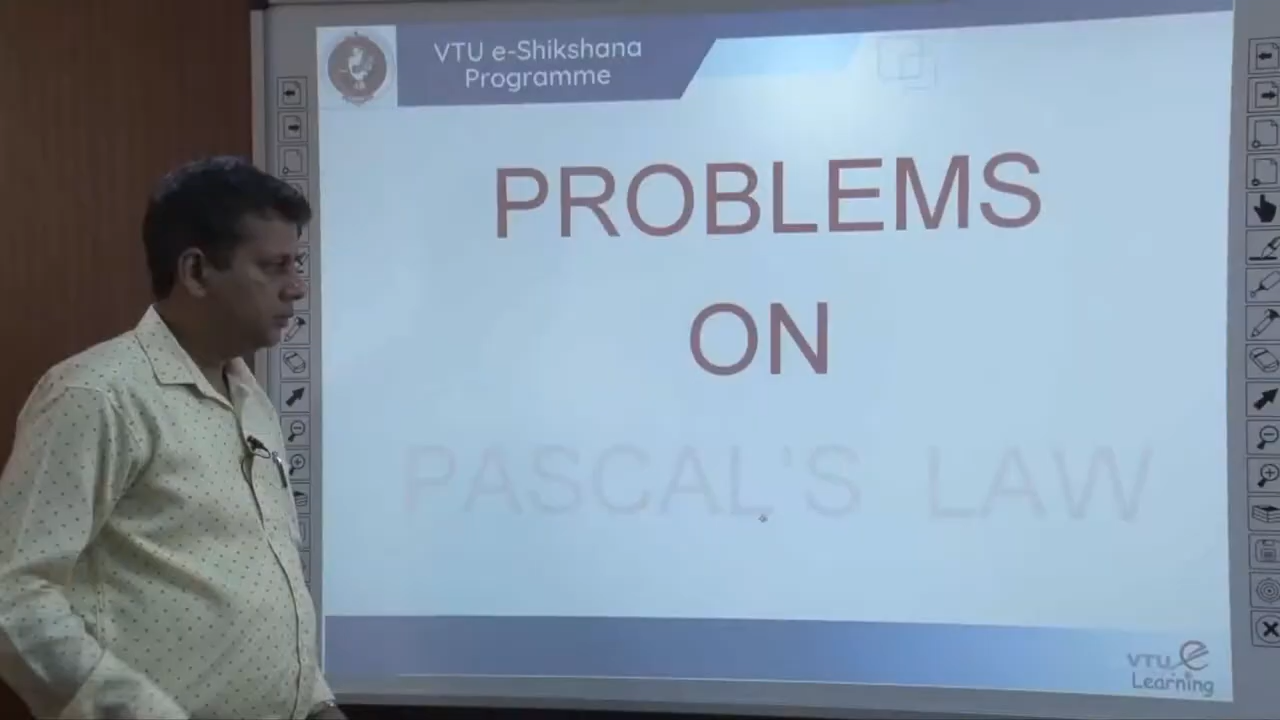 VTU e-Shikshana
Programme
PROBLEMS
ON
PASCAL'S LAW
VTU e
Learning